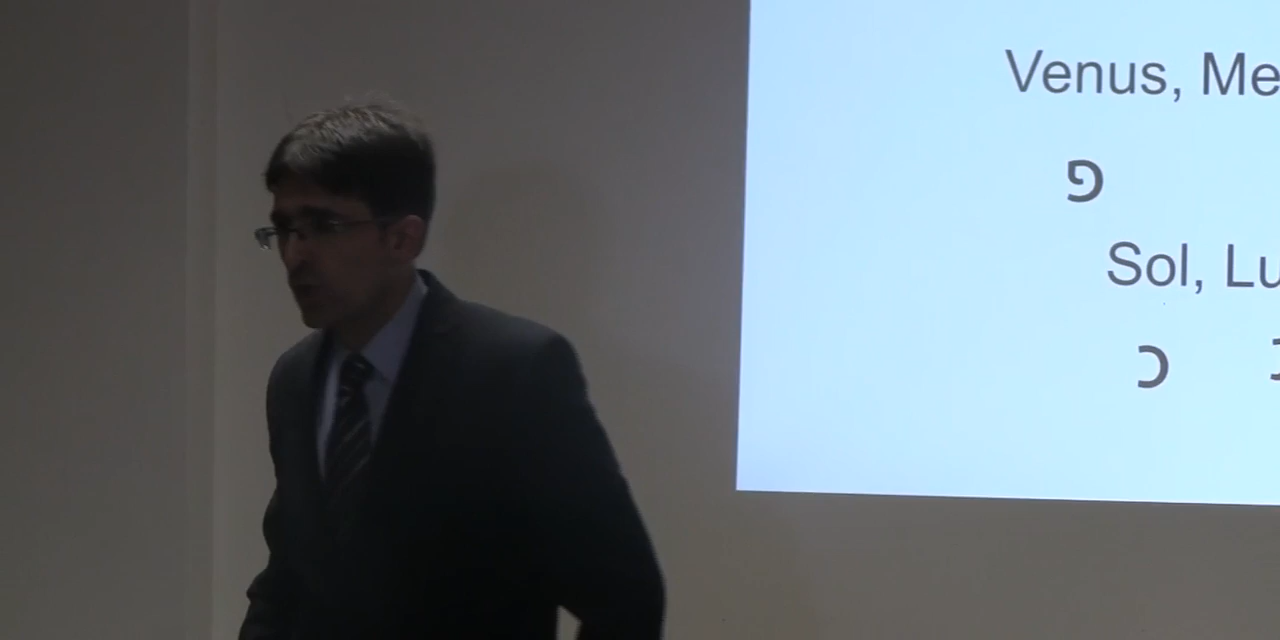 Venus, Me
פ
Sol, Lu
כ